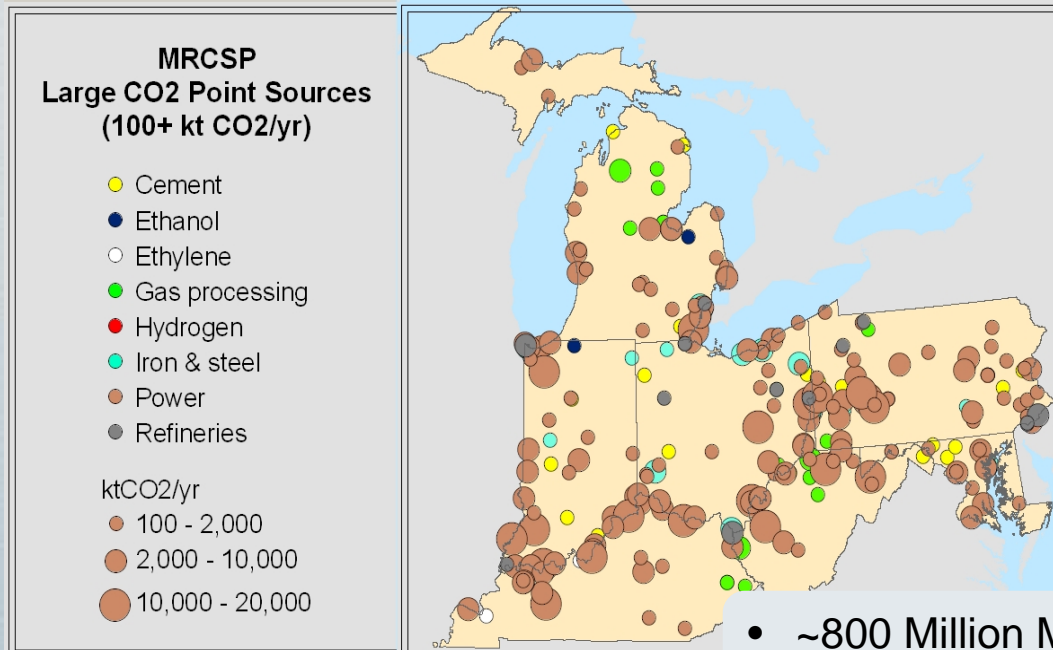 MRCSP
Large CO2 Point Sources
(100+ kt CO2/yr)
Cement
Ethanol
Ethylene
Gas processing
Hydrogen
Iron & steel
Power
Refineries
ktCO2/yr
100 - 2,000
2,000 - 10,000
10,000 - 20,000
• ~800 Million M